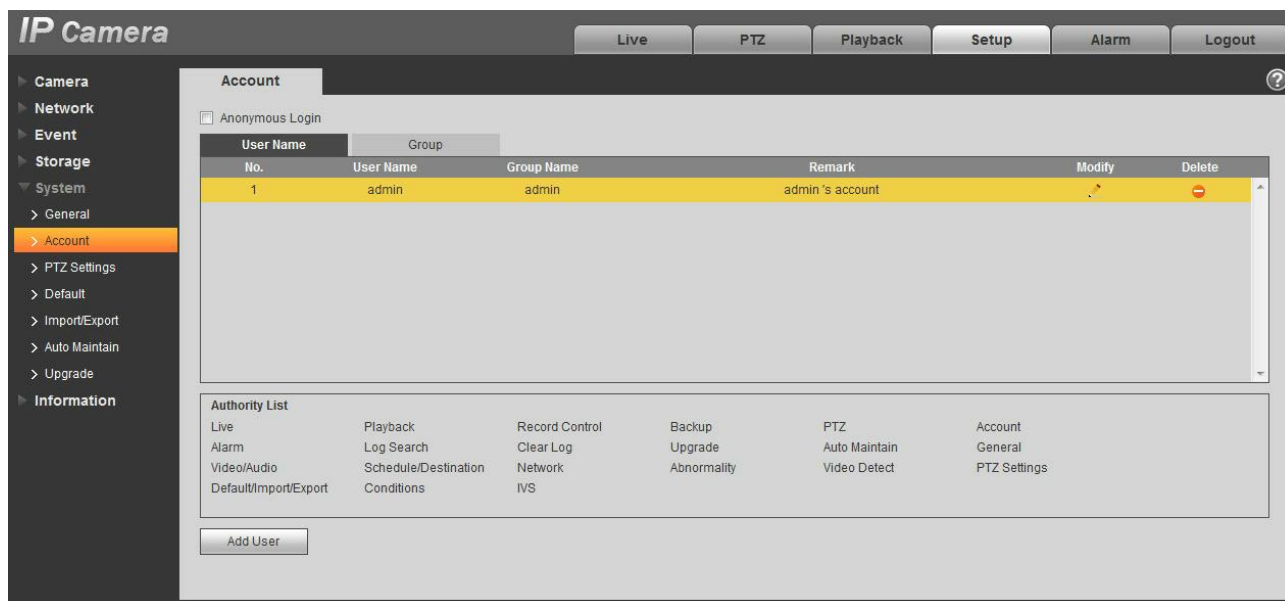 IP Camera
Live PTZ Playback Setup Alarm Logout
Camera
Network
Event
Storage
System
General
Account
PTZ Settings
Default
Import/Export
Auto Maintain
Upgrade
Information
Account
?
Anonymous Login
User Name Group
No. User Name Group Name Remark Modify Delete
1 admin admin admin 's account
Authority List
Live Playback Record Control Backup PTZ Account
Alarm Log Search Clear Log Upgrade Auto Maintain General
Video/Audio Schedule/Destination Network Abnormality Video Detect PTZ Settings
Default/Import/Export Conditions IVS
Add User